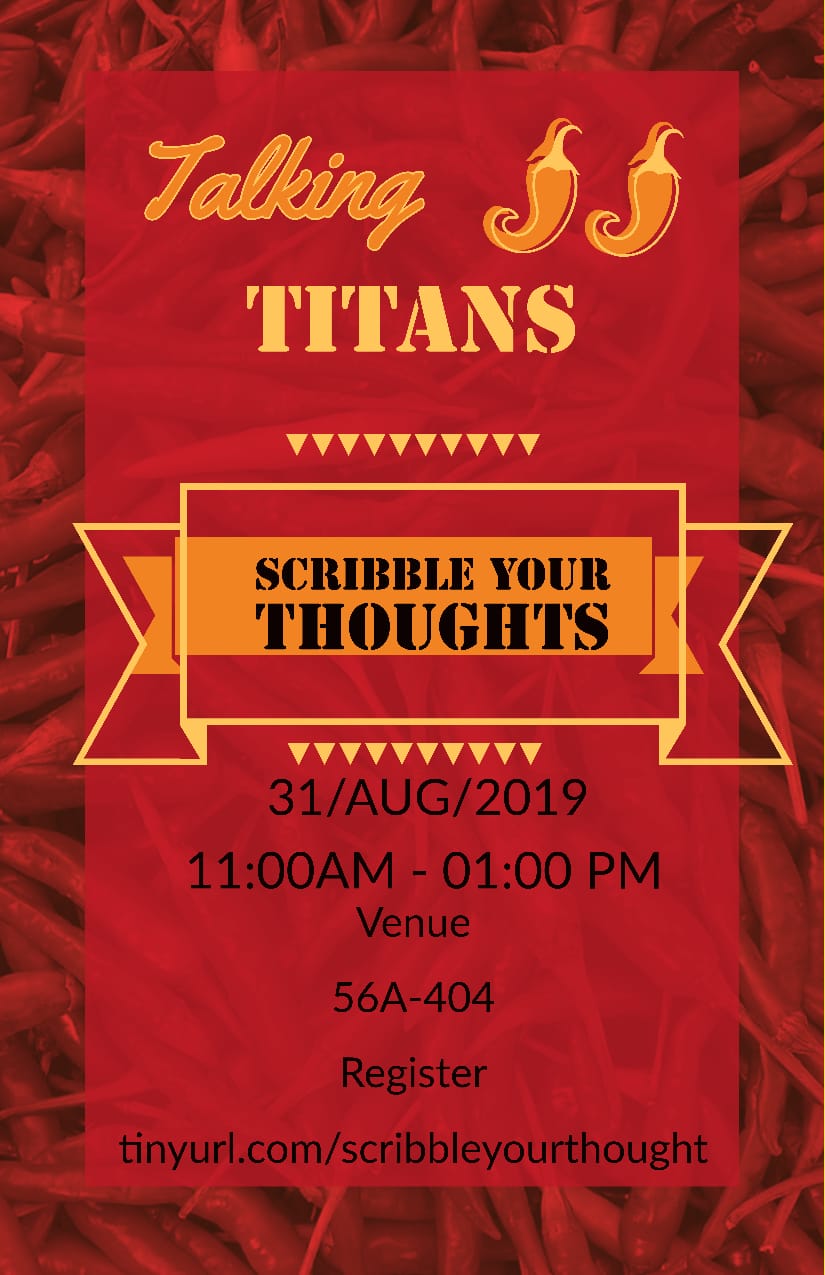 Talking
TITANS
SCRIBBLE YOUR
THOUGHTS
31/AUG/2019
11:00AM - 01:00 PM
Venue
56A-404
Register
tinyurl.com/scribbleyourthought